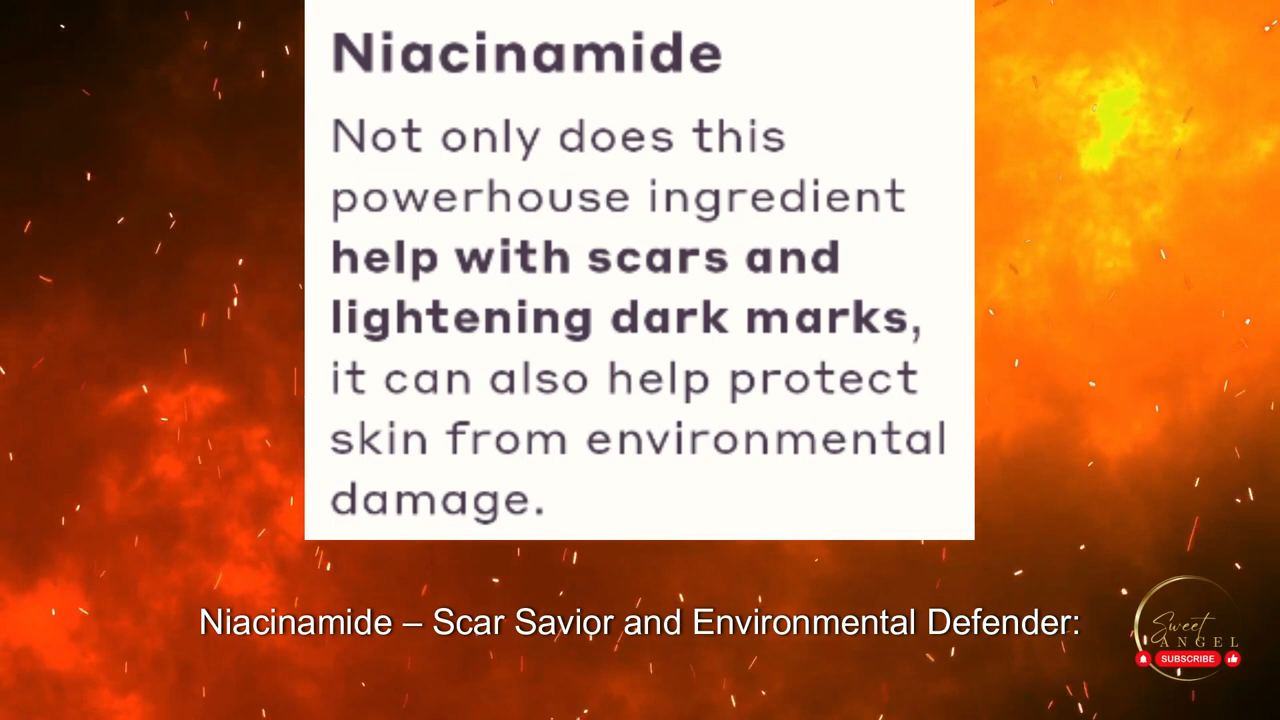 Niacinamide
Not only does this
powerhouse ingredient
help with scars and
lightening dark marks,
it can also help protect
skin from environmental
damage.
Niacinamide – Scar Savior and Environmental Defender:
Sweet
ANGEL
SUBSCRIBE